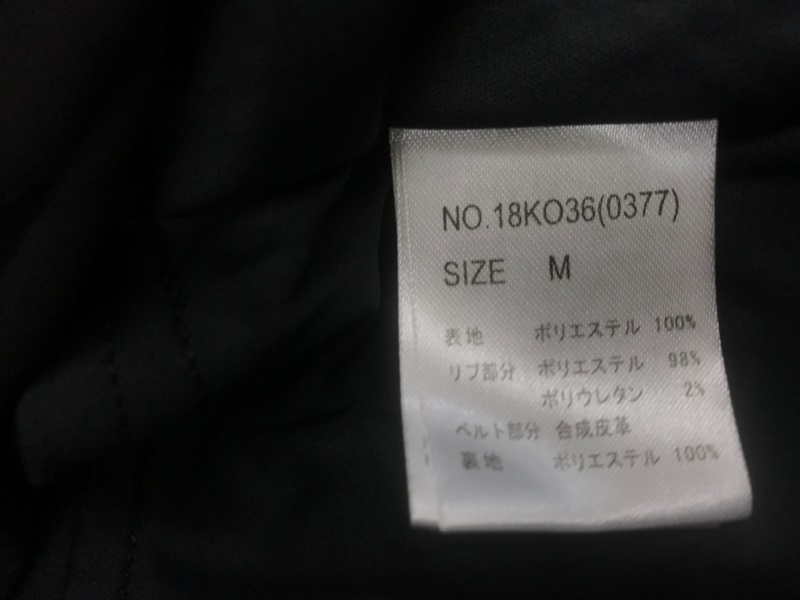 NO.18KO36(0377)
SIZE M
表地 ポリエステル 100%
リブ部分 ポリエステル 98%
ポリウレタン 2%
ベルト部分 合成皮革
裏地 ポリエステル 100%